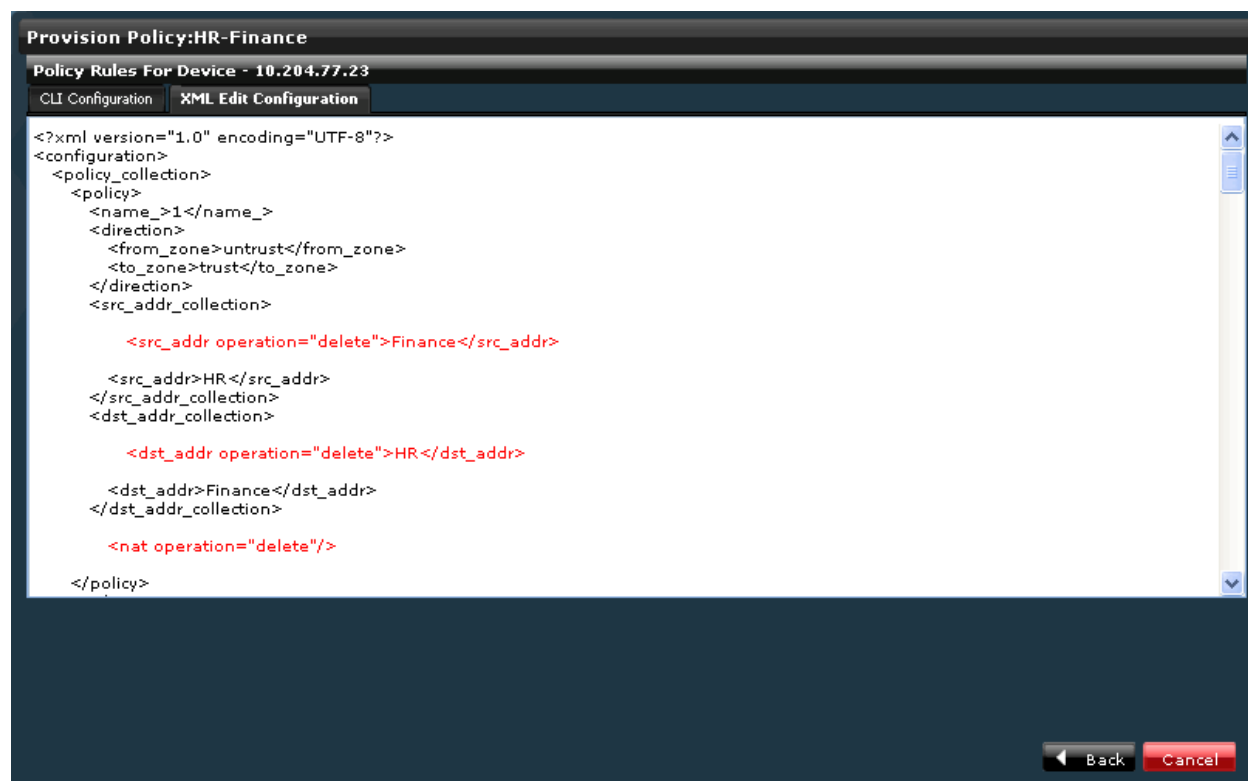 Provision Policy:HR-Finance
Policy Rules For Device - 10.204.77.23
CLI Configuration XML Edit Configuration
<?xml version="1.0" encoding="UTF-8"?>
<configuration>
<policy_collection>
<policy>
<name_>1</name_>
<direction>
<from_zone>untrust</from_zone>
<to_zone>trust</to_zone>
</direction>
<src_addr_collection>
<src_addr operation="delete">Finance</src_addr>
<src_addr>HR</src_addr>
</src_addr_collection>
<dst_addr_collection>
<dst_addr operation="delete">HR</dst_addr>
<dst_addr>Finance</dst_addr>
</dst_addr_collection>
<nat operation="delete"/>
</policy>
Back Cancel